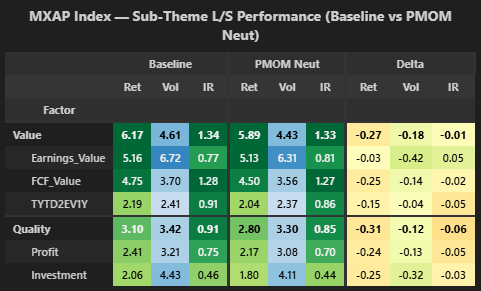 MXAP Index — Sub-Theme L/S Performance (Baseline vs PMOM
Neut)
Baseline PMOM Neut Delta
Ret Vol IR Ret Vol IR Ret Vol IR
Factor
Value 6.17 4.61 1.34 5.89 4.43 1.33 -0.27 -0.18 -0.01
Earnings_Value 5.16 6.72 0.77 5.13 6.31 0.81 -0.03 -0.42 0.05
FCF_Value 4.75 3.70 1.28 4.50 3.56 1.27 -0.25 -0.14 -0.02
TYTD2EV1Y 2.19 2.41 0.91 2.04 2.37 0.86 -0.15 -0.04 -0.05
Quality 3.10 3.42 0.91 2.80 3.30 0.85 -0.31 -0.12 -0.06
Profit 2.41 3.21 0.75 2.17 3.08 0.70 -0.24 -0.13 -0.05
Investment 2.06 4.43 0.46 1.80 4.11 0.44 -0.25 -0.32 -0.03